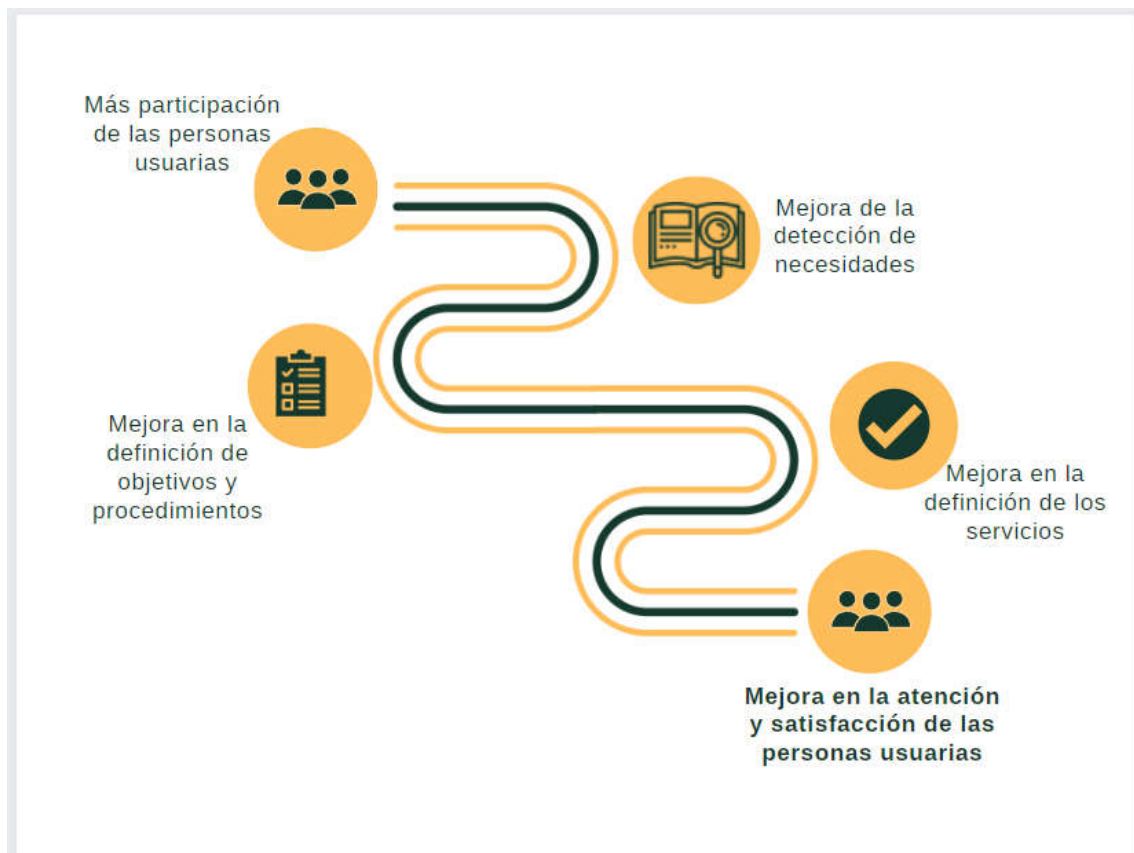 Más participación
de las personas
usuarias
Mejora de la
detección de
necesidades
Mejora en la
definición de
objetivos y
procedimientos
Mejora en la
definición de los
servicios
Mejora en la atención
y satisfacción de las
personas usuarias